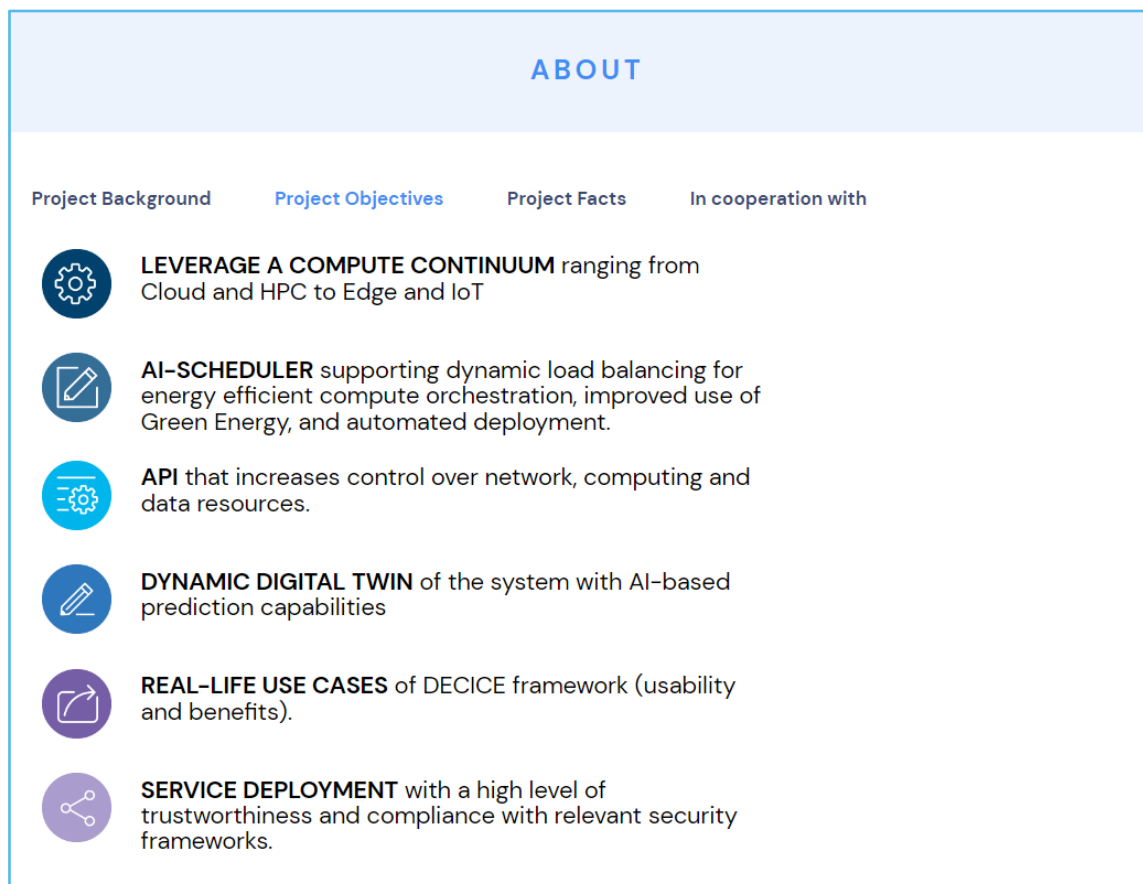 ABOUT
Project Background Project Objectives Project Facts In cooperation with
LEVERAGE A COMPUTE CONTINUUM ranging from
Cloud and HPC to Edge and IoT
AI-SCHEDULER supporting dynamic load balancing for
energy efficient compute orchestration, improved use of
Green Energy, and automated deployment.
API that increases control over network, computing and
data resources.
DYNAMIC DIGITAL TWIN of the system with AI-based
prediction capabilities
REAL-LIFE USE CASES of DECICE framework (usability
and benefits).
SERVICE DEPLOYMENT with a high level of
trustworthiness and compliance with relevant security
frameworks.